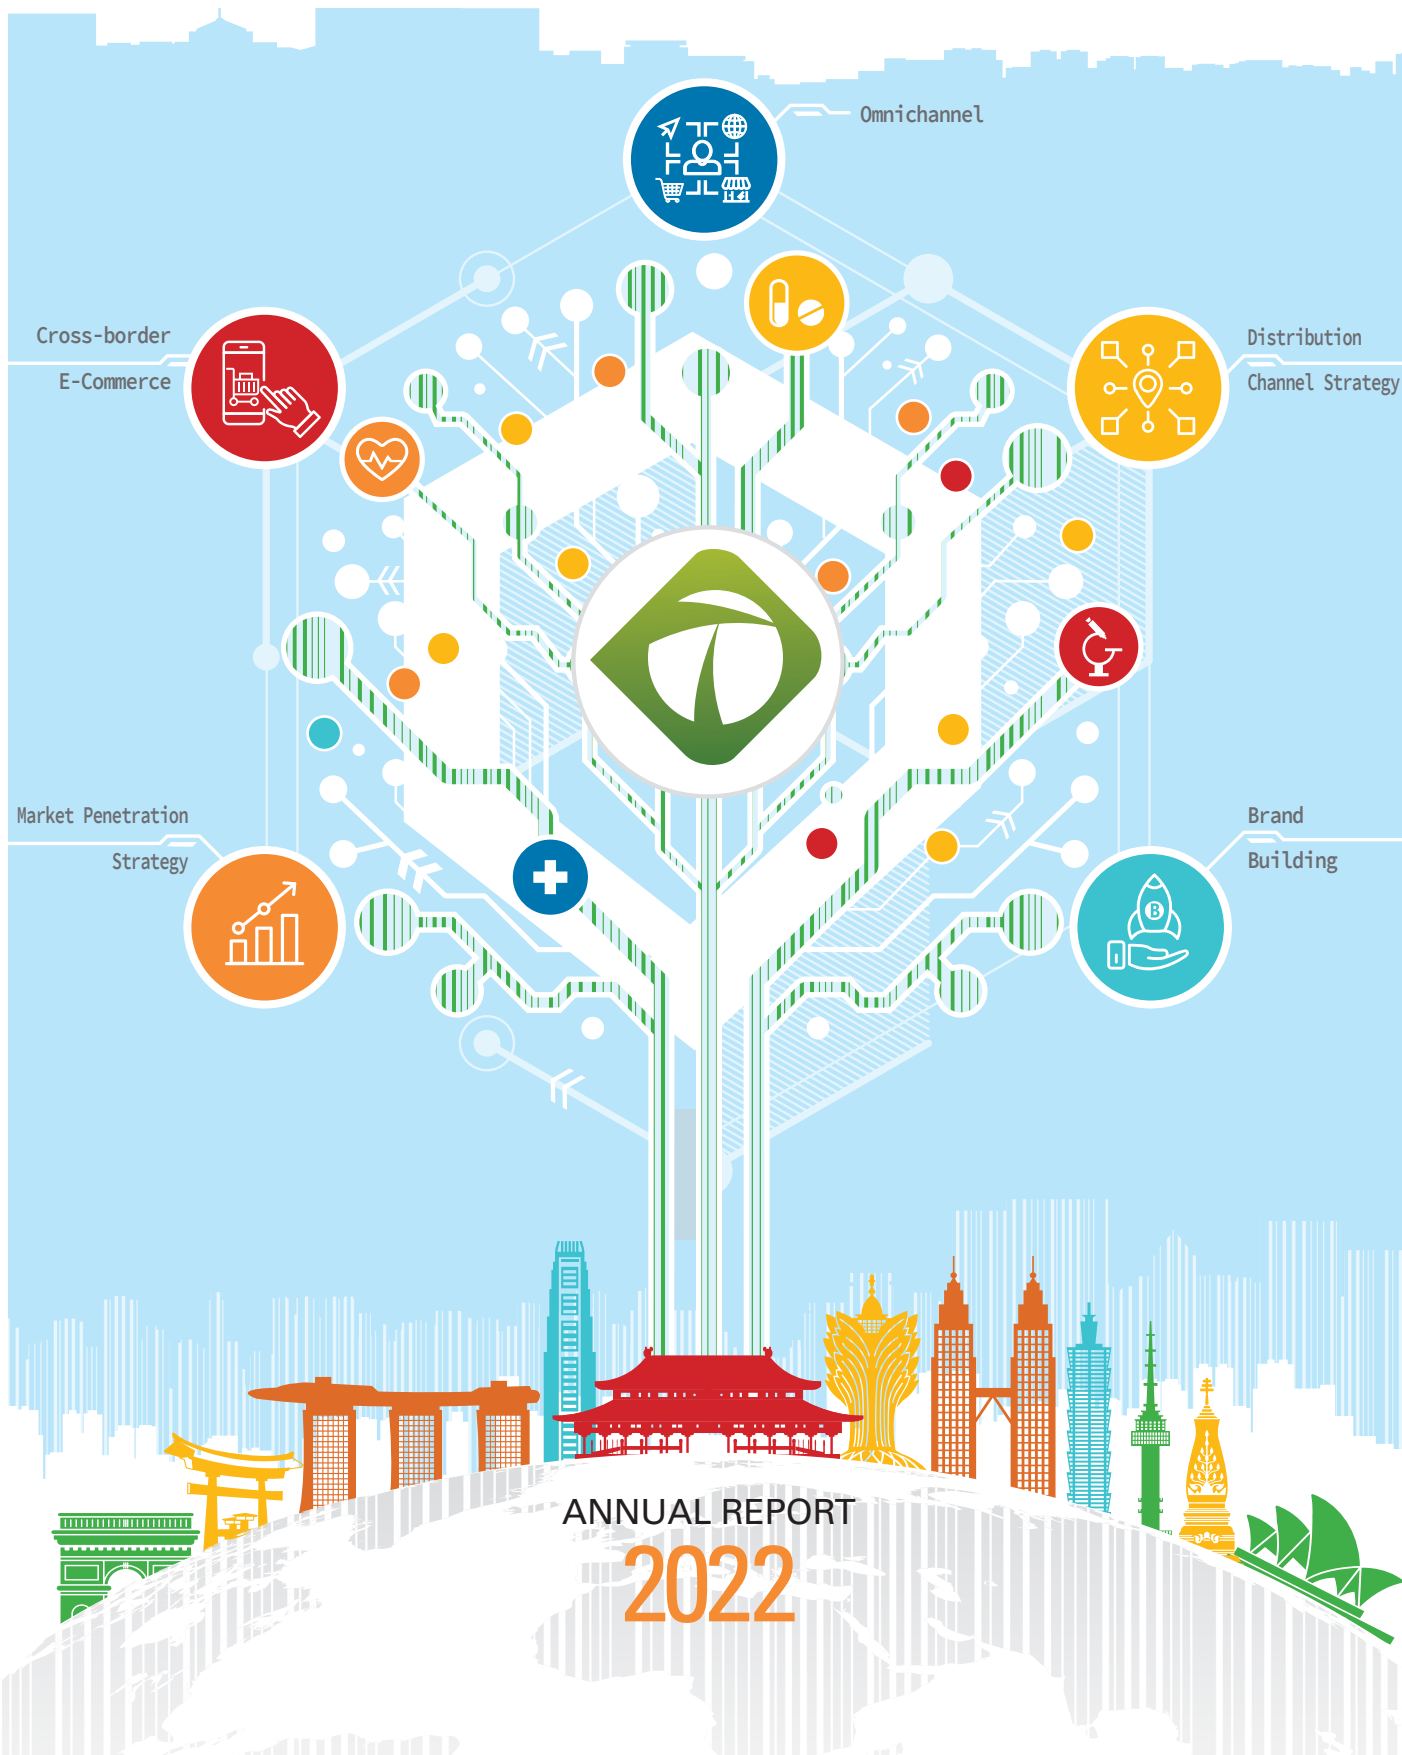 Omnichannel
Cross-border
E-Commerce
Distribution
Channel Strategy
Market Penetration
Strategy
Brand
Building
B
ANNUAL REPORT
2022